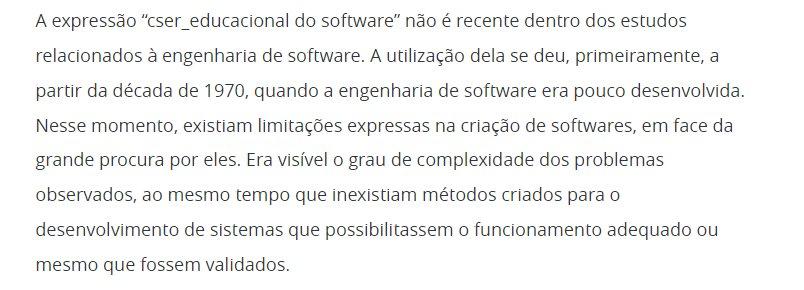 A expressão “cser_educacional do software” não é recente dentro dos estudos
relacionados à engenharia de software. A utilização dela se deu, primeiramente, a
partir da década de 1970, quando a engenharia de software era pouco desenvolvida.
Nesse momento, existiam limitações expressas na criação de softwares, em face da
grande procura por eles. Era visível o grau de complexidade dos problemas
observados, ao mesmo tempo que inexistiam métodos criados para o
desenvolvimento de sistemas que possibilitassem o funcionamento adequado ou
mesmo que fossem validados.